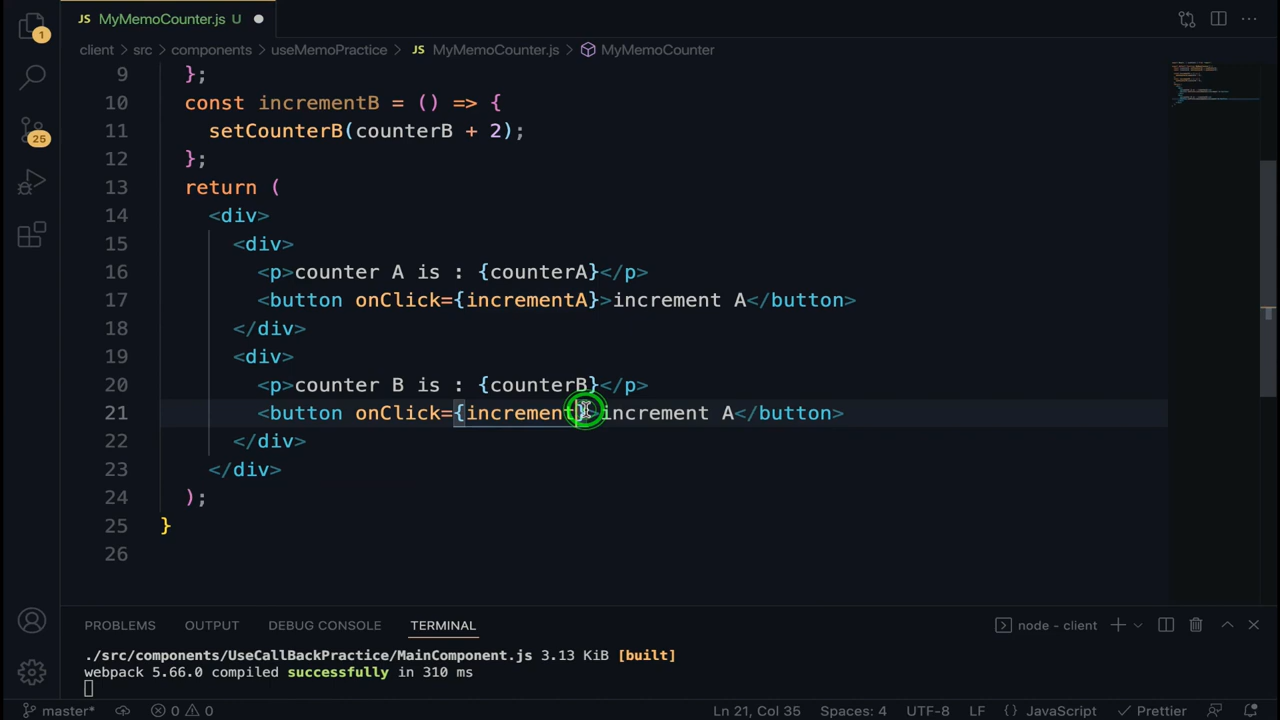 JS MyMemoCounter.js U
1
client > src > components > useMemoPractice > JS MyMemoCounter.js > MyMemoCounter
9 };
10 const incrementB = () => {
11 setCounterB(counterB + 2);
12 };
13 return (
14 <div>
15 <div>
16 <p>counter A is : {counterA}</p>
17 <button onClick={incrementA}>increment A</button>
18 </div>
19 <div>
20 <p>counter B is : {counterB}</p>
21 <button onClick={increment}>increment A</button>
22 </div>
23 </div>
24 );
25 }
26
25
PROBLEMS OUTPUT DEBUG CONSOLE TERMINAL node - client
./src/components/UseCallBackPractice/MainComponent.js 3.13 KiB [built]
webpack 5.66.0 compiled successfully in 310 ms
master* 0 0 Ln 21, Col 35 Spaces: 4 UTF-8 LF {} JavaScript Prettier